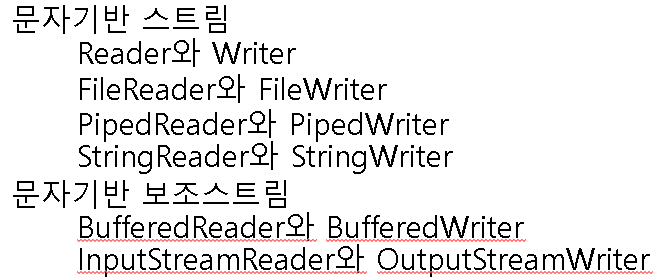 문자기반 스트림
Reader와 Writer
FileReader와 FileWriter
PipedReader와 PipedWriter
StringReader와 StringWriter
문자기반 보조스트림
BufferedReader와 BufferedWriter
InputStreamReader와 OutputStreamWriter